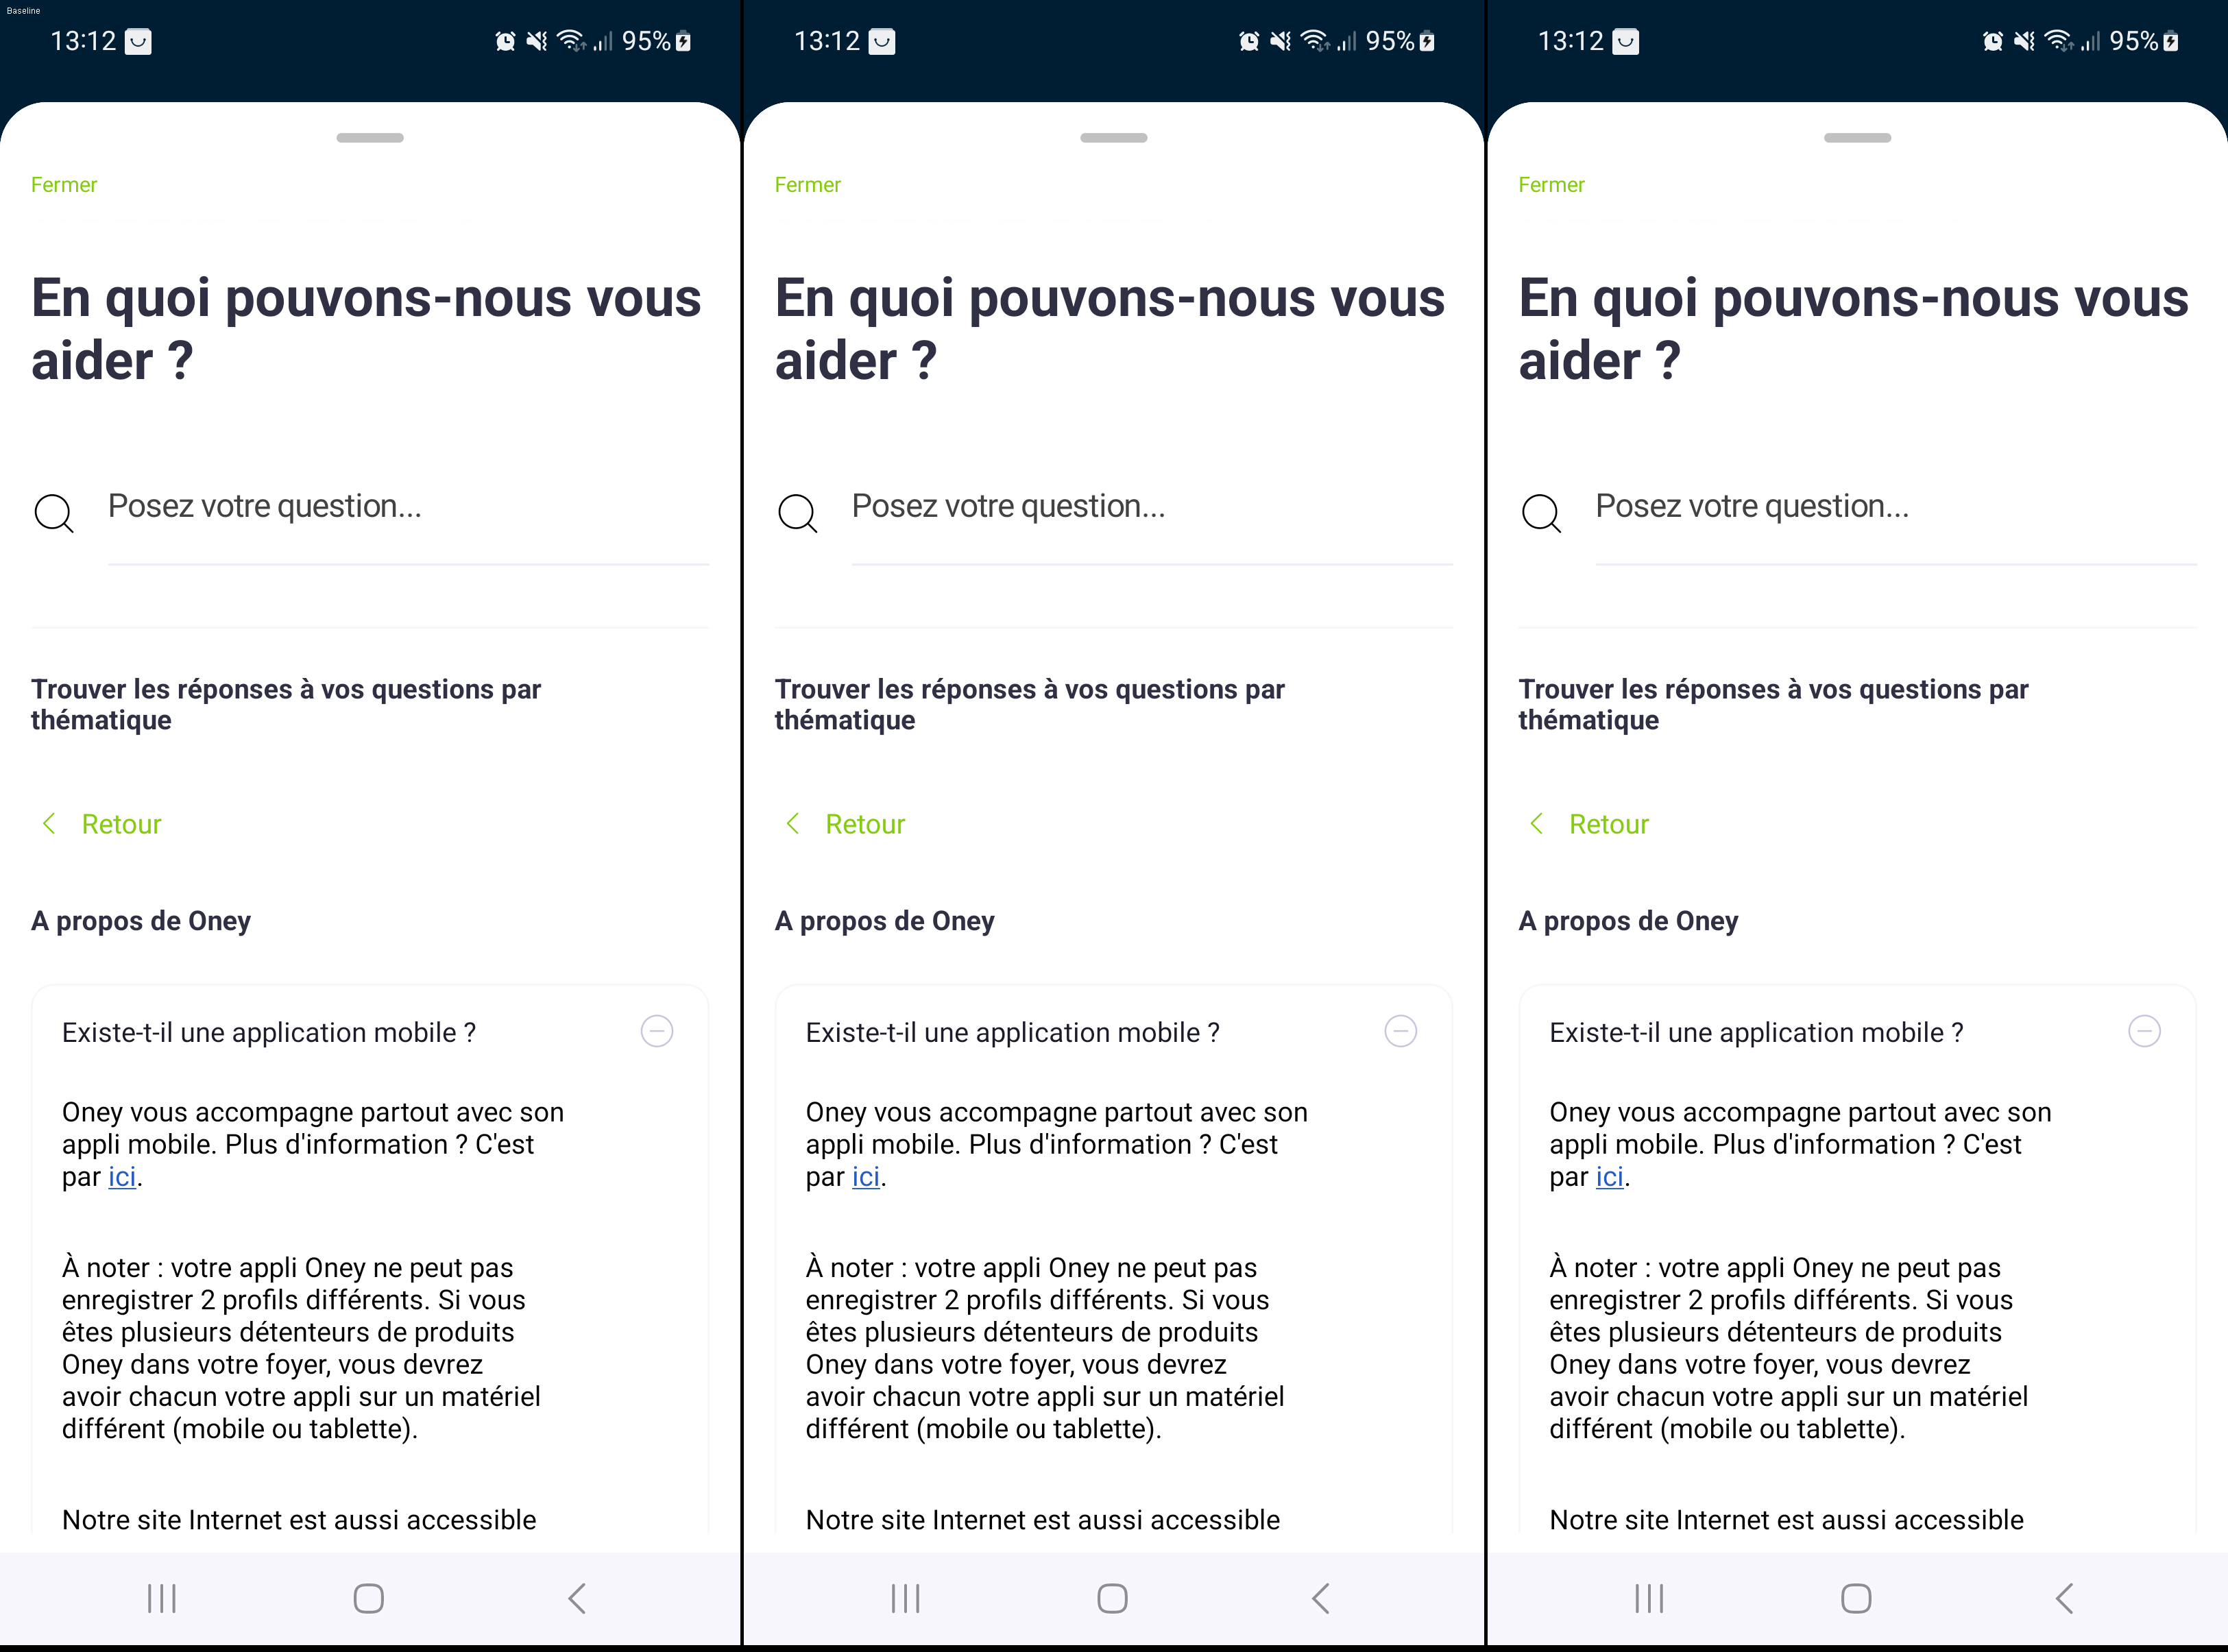 Baseline
13:12 95%
Fermer
En quoi pouvons-nous vous
aider ?
Posez votre question...
Trouver les réponses à vos questions par
thématique
Retour
A propos de Oney
Existe-t-il une application mobile ?
Oney vous accompagne partout avec son
appli mobile. Plus d'information ? C'est
par ici.
À noter : votre appli Oney ne peut pas
enregistrer 2 profils différents. Si vous
êtes plusieurs détenteurs de produits
Oney dans votre foyer, vous devrez
avoir chacun votre appli sur un matériel
différent (mobile ou tablette).
Notre site Internet est aussi accessible
13:12 95%
Fermer
En quoi pouvons-nous vous
aider ?
Posez votre question...
Trouver les réponses à vos questions par
thématique
Retour
A propos de Oney
Existe-t-il une application mobile ?
Oney vous accompagne partout avec son
appli mobile. Plus d'information ? C'est
par ici.
À noter : votre appli Oney ne peut pas
enregistrer 2 profils différents. Si vous
êtes plusieurs détenteurs de produits
Oney dans votre foyer, vous devrez
avoir chacun votre appli sur un matériel
différent (mobile ou tablette).
Notre site Internet est aussi accessible
13:12 95%
Fermer
En quoi pouvons-nous vous
aider ?
Posez votre question...
Trouver les réponses à vos questions par
thématique
Retour
A propos de Oney
Existe-t-il une application mobile ?
Oney vous accompagne partout avec son
appli mobile. Plus d'information ? C'est
par ici.
À noter : votre appli Oney ne peut pas
enregistrer 2 profils différents. Si vous
êtes plusieurs détenteurs de produits
Oney dans votre foyer, vous devrez
avoir chacun votre appli sur un matériel
différent (mobile ou tablette).
Notre site Internet est aussi accessible